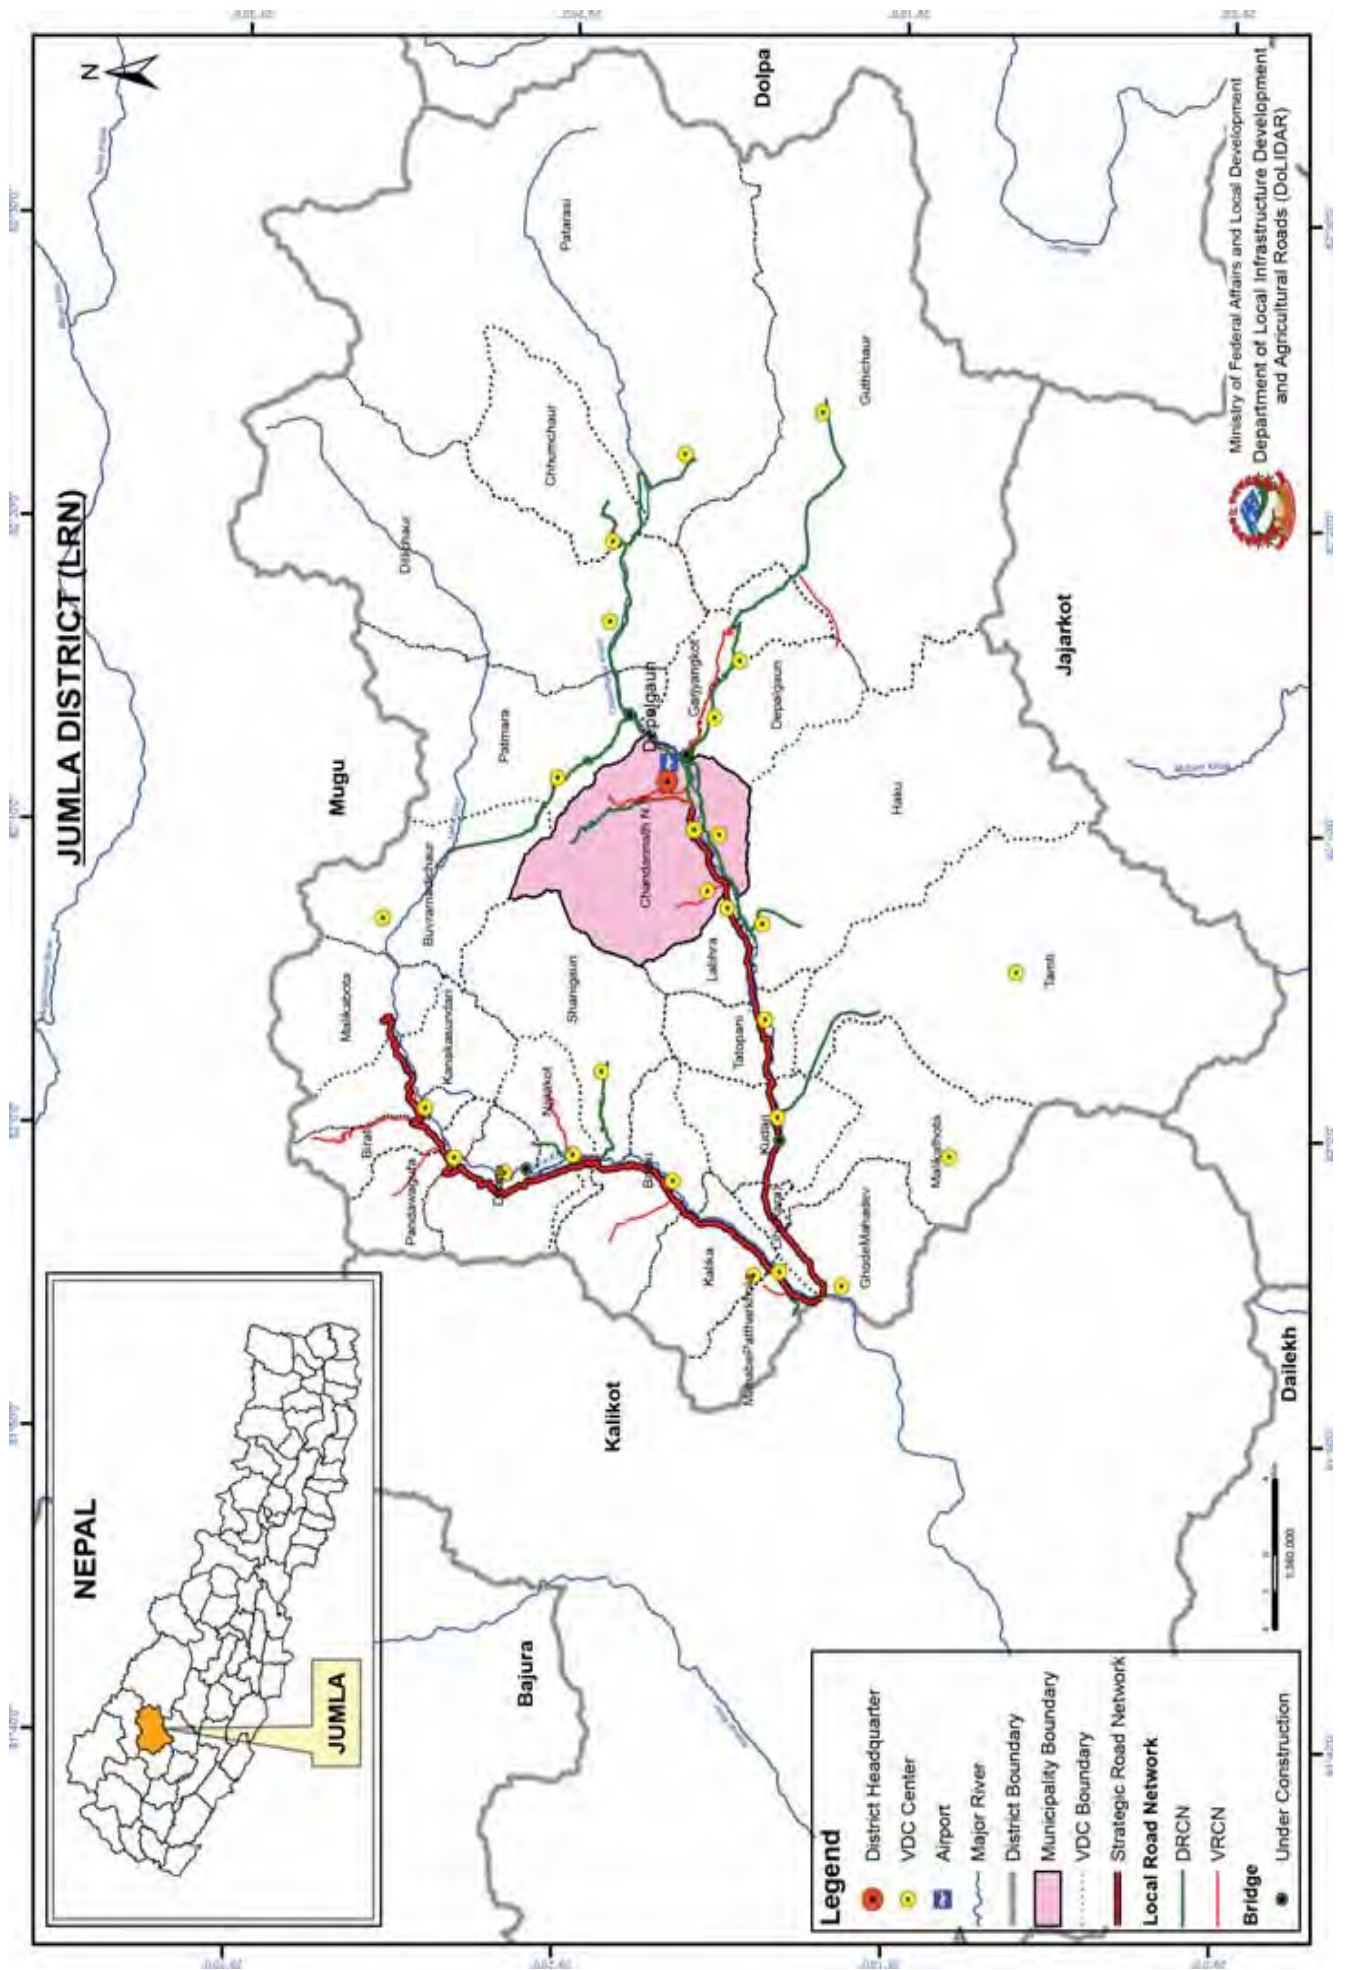 JUMLA DISTRICT (LRN)
N
NEPAL
JUMLA
Mugu
Dolpa
Jajarkot
Kalikot
Dailekh
Bajura
Patarasi
Chhumchaur
Dillichaur
Guthichaur
Patmara
Depalgaun
Garjyangkot
Depalgaun
Buvramadichaur
Chandannath N
Haku
Malikabota
Kanakasundari
Shanigaun
Labhra
Tatopani
Tamti
Birat
Pandawagufa
Kudari
Malikathota
Kalika
GhodeMahadev
Ministry of Federal Affairs and Local Development
Department of Local Infrastructure Development
and Agricultural Roads (DoLIDAR)
Legend
District Headquarter
VDC Center
Airport
Major River
District Boundary
Municipality Boundary
VDC Boundary
Strategic Road Network
Local Road Network
DRCN
VRCN
Bridge
Under Construction